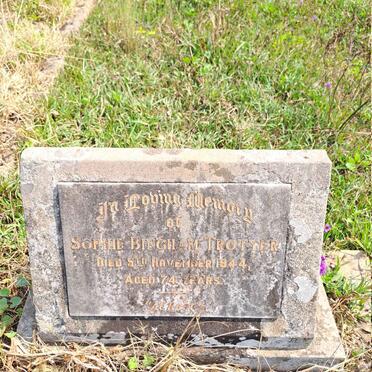 In Loving Memory
of
SOPHIE BINGHAM TROTTER
DIED 5TH NOVEMBER 1944,
AGED 74 YEARS.